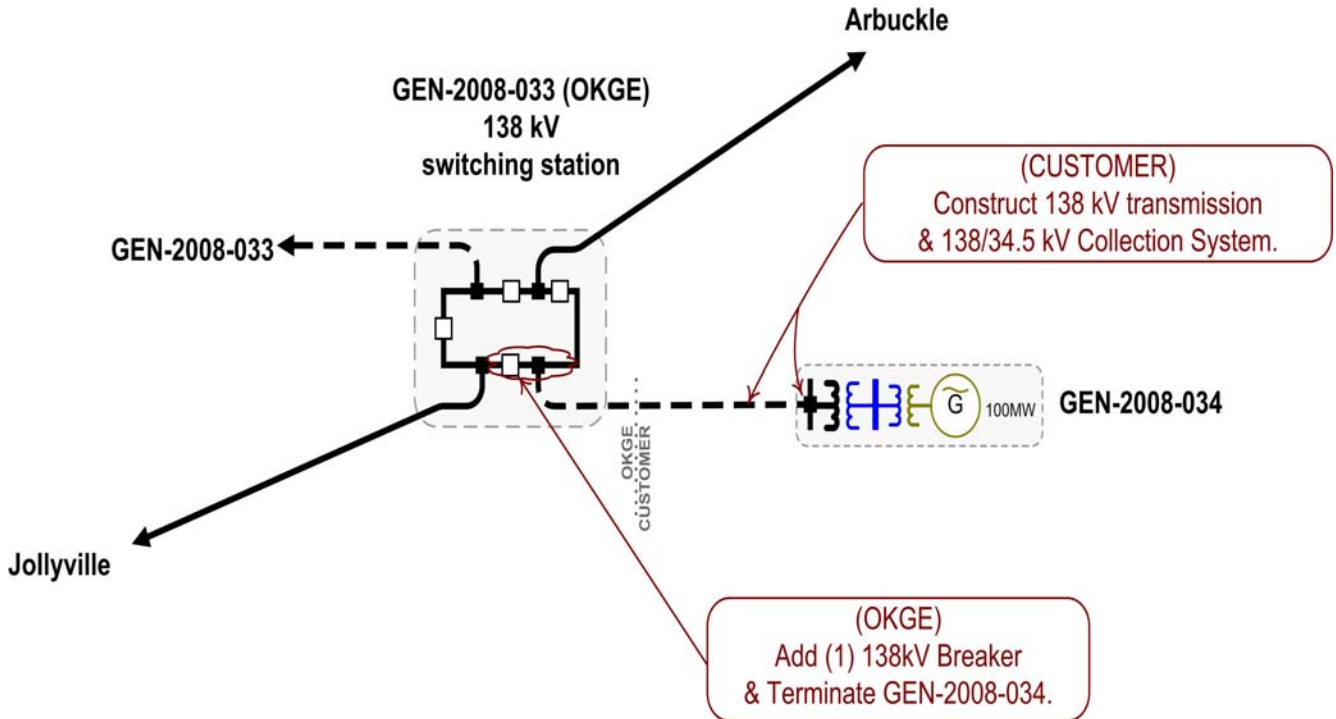 Arbuckle
GEN-2008-033 (OKGE)
138 kV
switching station
(CUSTOMER)
Construct 138 kV transmission
& 138/34.5 kV Collection System.
GEN-2008-033
G
100MW
GEN-2008-034
OKGE
CUSTOMER
Jollyville
(OKGE)
Add (1) 138kV Breaker
& Terminate GEN-2008-034.